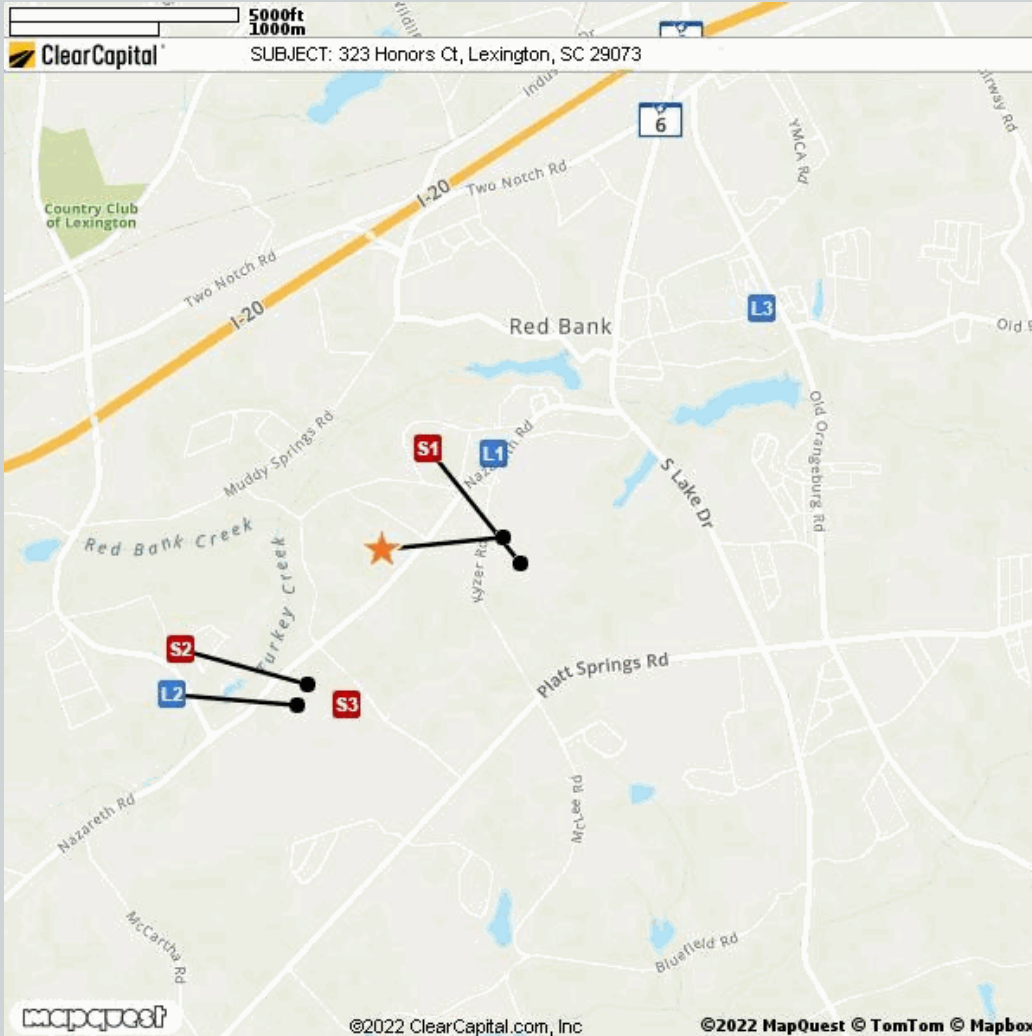 5000ft
1000m
ClearCapital
SUBJECT: 323 Honors Ct, Lexington, SC 29073
6
YMCA Rd
I-20
Two Notch Rd
Country Club
of Lexington
Two Notch Rd
I-20
L3
Red Bank
Muddy Springs Rd
S1
L1
Nazareth Rd
Old Orangeburg Rd
S Lake Dr
Red Bank Creek
Turkey Creek
Kyzer Rd
S2
L2
S3
Platt Springs Rd
Nazareth Rd
McLee Rd
McCartha Rd
Bluefield Rd
mapquest
©2022 ClearCapital.com, Inc
©2022 MapQuest © TomTom © Mapbox